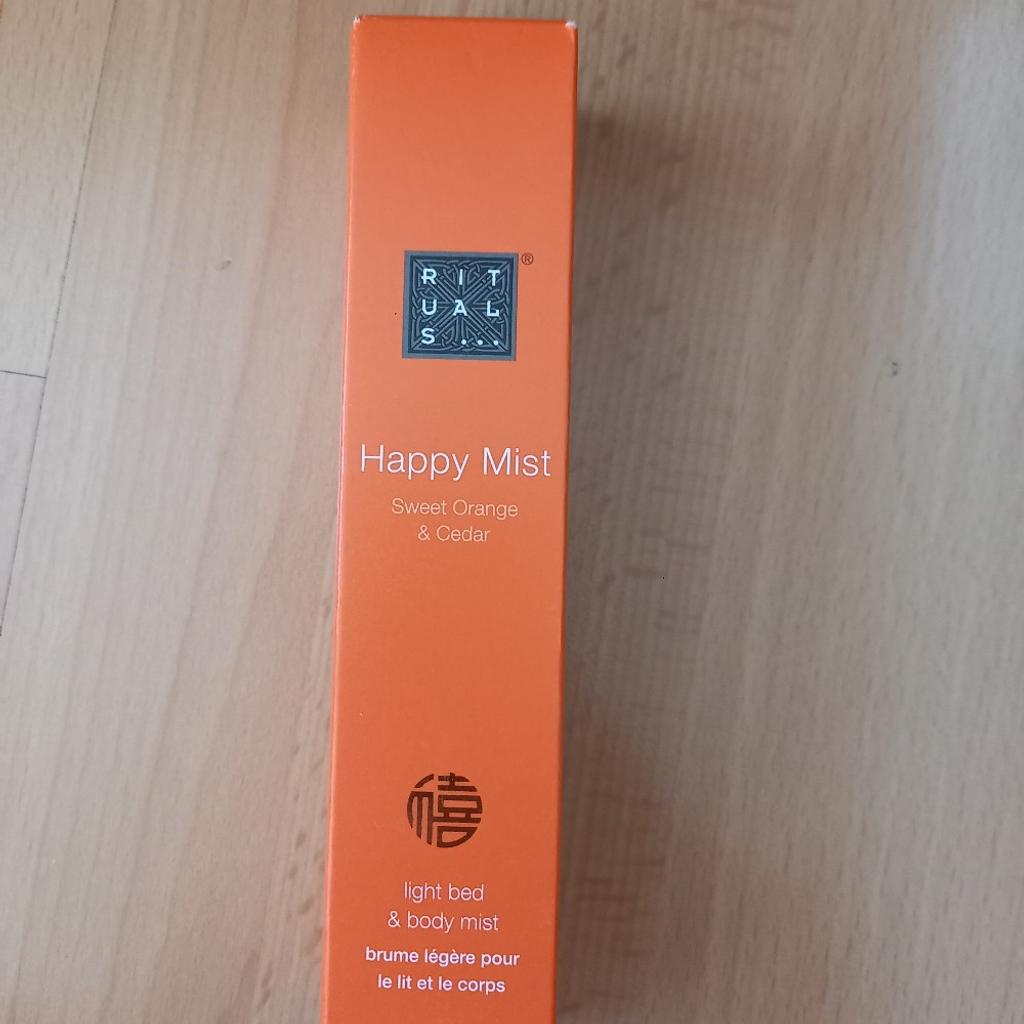 RIT
UAL
S...
®
Happy Mist
Sweet Orange
& Cedar
禧
light bed
& body mist
brume légère pour
le lit et le corps